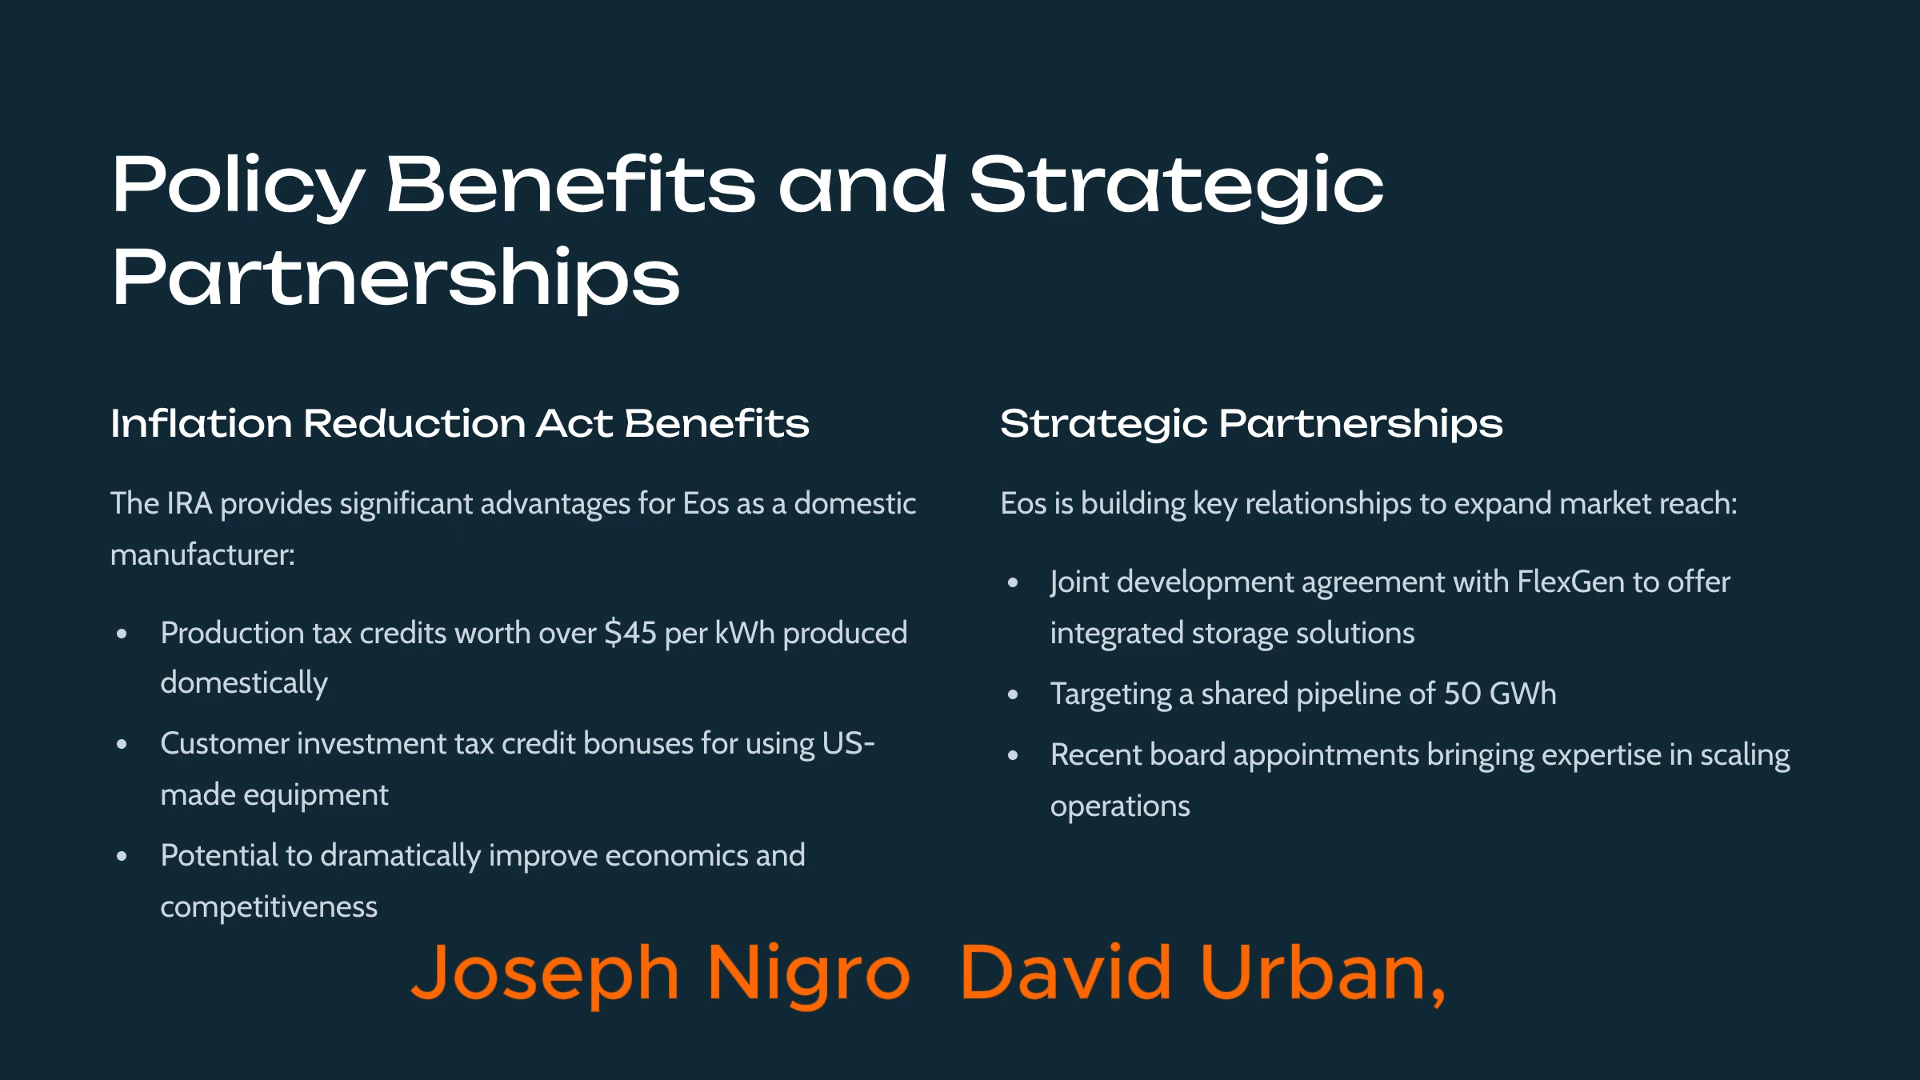 Policy Benefits and Strategic
Partnerships
Inflation Reduction Act Benefits
The IRA provides significant advantages for Eos as a domestic
manufacturer:
• Production tax credits worth over $45 per kWh produced
domestically
• Customer investment tax credit bonuses for using US-
made equipment
• Potential to dramatically improve economics and
competitiveness
Strategic Partnerships
Eos is building key relationships to expand market reach:
• Joint development agreement with FlexGen to offer
integrated storage solutions
• Targeting a shared pipeline of 50 GWh
• Recent board appointments bringing expertise in scaling
operations
Joseph Nigro  David Urban,